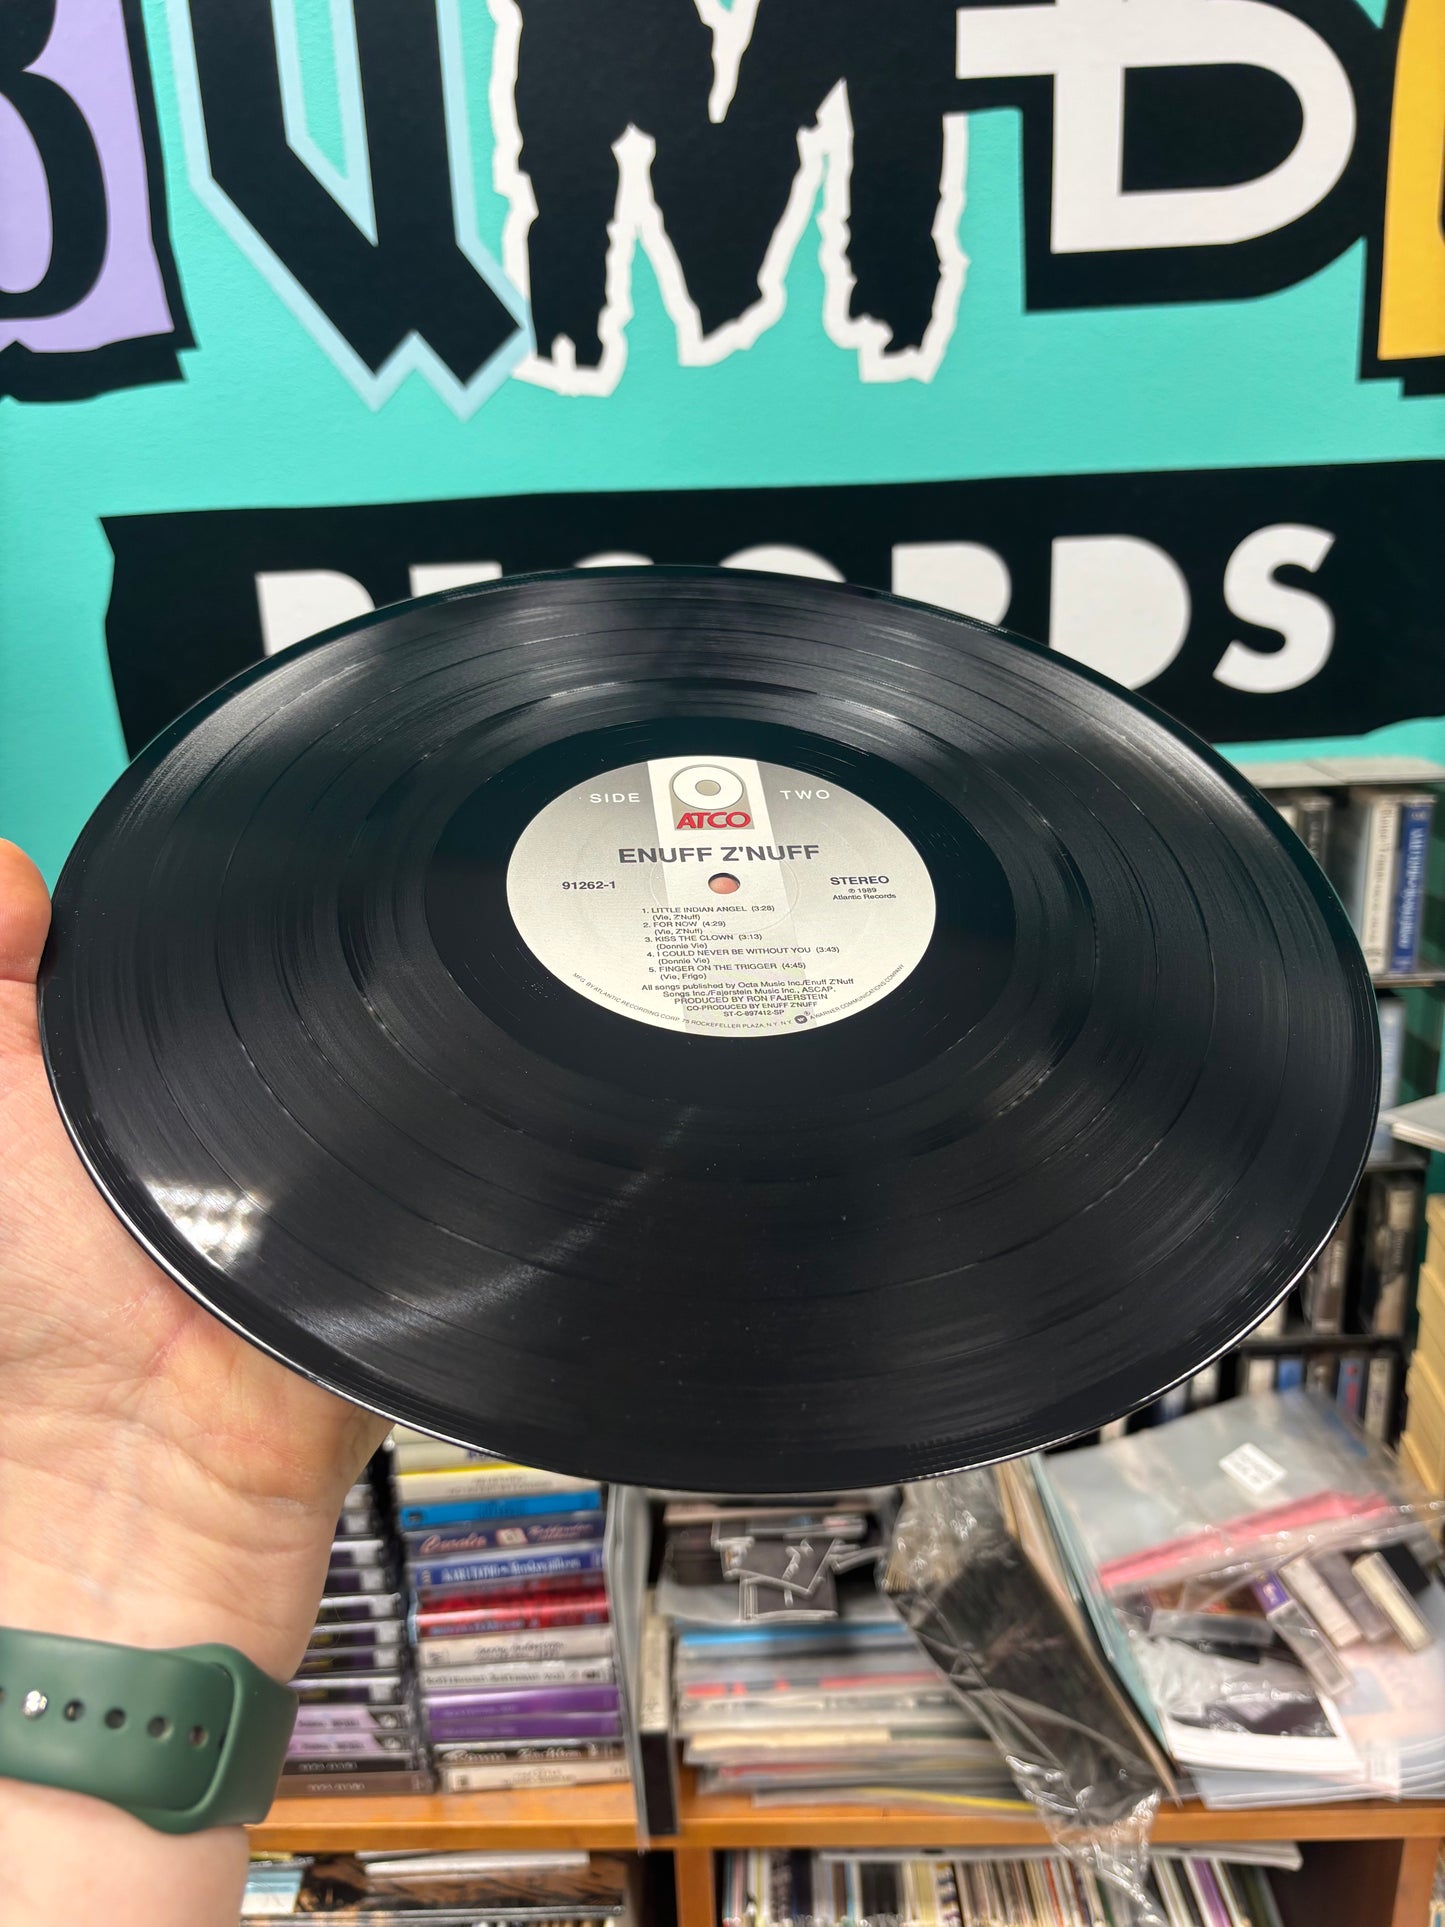 RECORDS
SIDE TWO
ATCO
ENUFF Z'NUFF
91262-1
STEREO
℗ 1989
Atlantic Records
1. LITTLE INDIAN ANGEL (3:28)
(Vie, Z'Nuff)
2. FOR NOW (4:29)
(Vie, Z'Nuff)
3. KISS THE CLOWN (3:13)
(Donnie Vie)
4. I COULD NEVER BE WITHOUT YOU (3:43)
(Donnie Vie)
5. FINGER ON THE TRIGGER (4:45)
(Vie, Frigo)
All songs published by Octa Music Inc./Enuff Z'Nuff
Songs Inc./Fajerstein Music Inc., ASCAP.
PRODUCED BY RON FAJERSTEIN
CO-PRODUCED BY ENUFF Z'NUFF
ST-C-897412-SP
MFG. BY ATLANTIC RECORDING CORP. 75 ROCKEFELLER PLAZA, N.Y. N.Y. ® A WARNER COMMUNICATIONS COMPANY